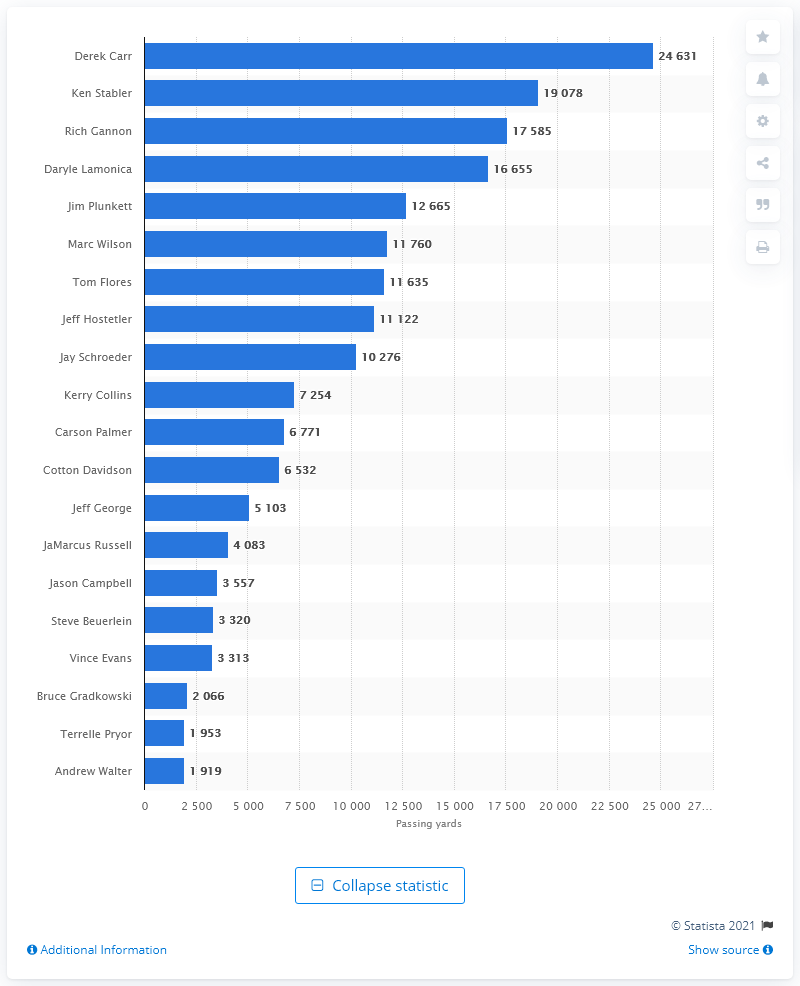 Derek Carr 24 631
Ken Stabler 19 078
Rich Gannon 17 585
Daryle Lamonica 16 655
Jim Plunkett 12 665
Marc Wilson 11 760
Tom Flores 11 635
Jeff Hostetler 11 122
Jay Schroeder 10 276
Kerry Collins 7 254
Carson Palmer 6 771
Cotton Davidson 6 532
Jeff George 5 103
JaMarcus Russell 4 083
Jason Campbell 3 557
Steve Beuerlein 3 320
Vince Evans 3 313
Bruce Gradkowski 2 066
Terrelle Pryor 1 953
Andrew Walter 1 919
0 2 500 5 000 7 500 10 000 12 500 15 000 17 500 20 000 22 500 25 000 27...
Passing yards
Collapse statistic
© Statista 2021
Additional Information Show source